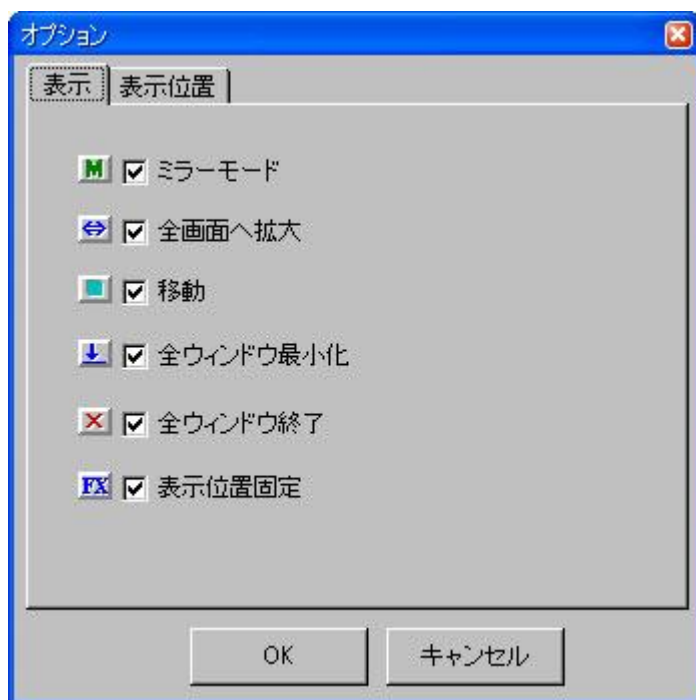 オプション
表示 表示位置
M ミラーモード
全画面へ拡大
移動
全ウィンドウ最小化
全ウィンドウ終了
FX 表示位置固定
OK キャンセル